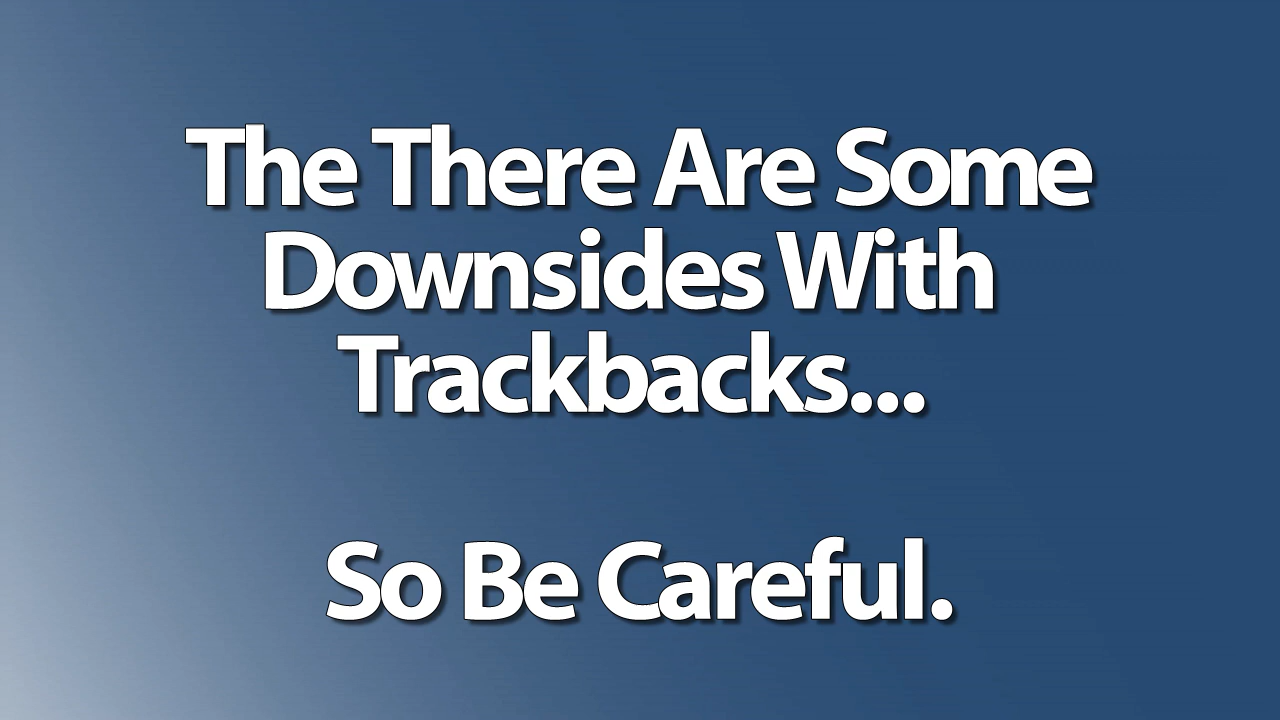 The There Are Some
Downsides With
Trackbacks...
So Be Careful.